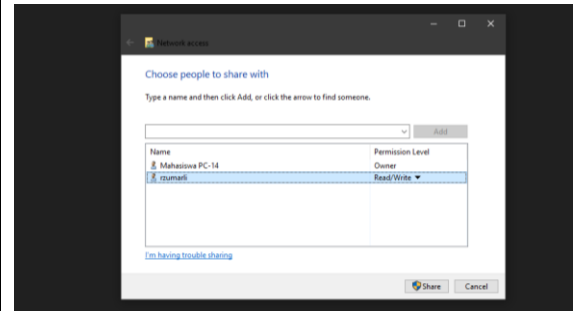 Network access
Choose people to share with
Type a name and then click Add, or click the arrow to find someone.
Add
Name Permission Level
Mahasiswa PC-14 Owner
rzumarli Read/Write
I'm having trouble sharing
Share Cancel